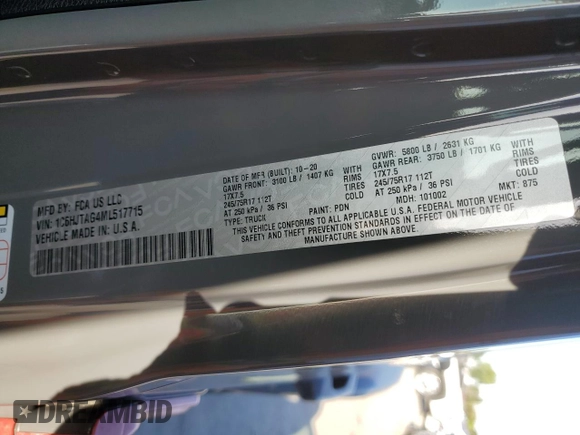 MFD BY: FCA US LLC
VIN: 1C6HJTAG4ML517715
VEHICLE MADE IN U.S.A.
DATE OF MFR (BUILT): 10-20
GAWR FRONT: 3100 LB / 1407 KG WITH
17X7.5 RIMS
245/75R17 112T TIRES
AT 250 kPa / 36 PSI COLD
TYPE: TRUCK PAINT: PDN
GVWR: 5800 LB / 2631 KG
GAWR REAR: 3750 LB / 1701 KG WITH
17X7.5 RIMS
245/75R17 112T TIRES
AT 250 kPa / 36 PSI COLD
MDH: 101002 MKT: 875
VEHICLE CONFORMS TO ALL APPLICABLE U.S.A. FEDERAL MOTOR VEHICLE
SAFETY AND THEFT PREVENTION STANDARDS IN EFFECT ON THE DATE OF
MANUFACTURE SHOWN ABOVE.
DREAMBID